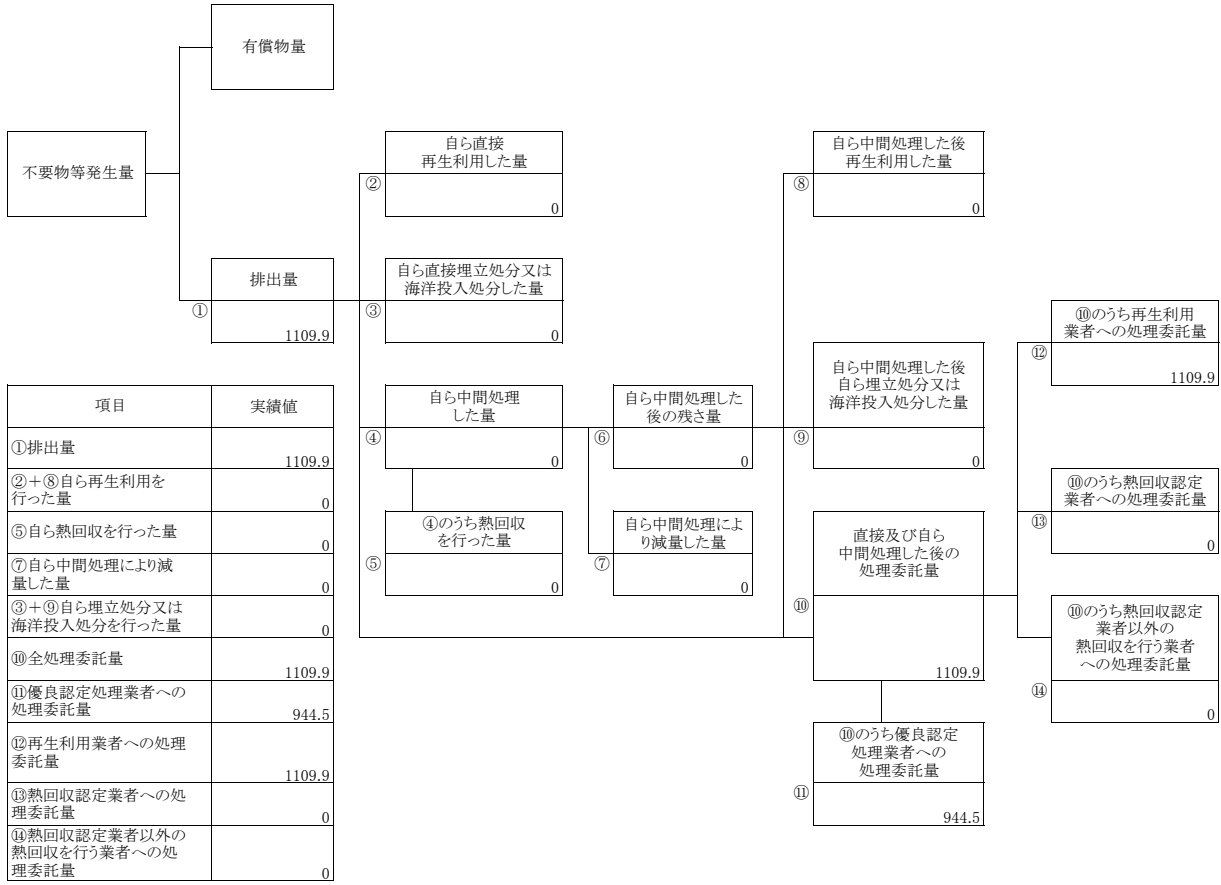 有償物量
不要物等発生量
排出量
①
1109.9
自ら直接
再生利用した量
②
0
自ら直接埋立処分又は
海洋投入処分した量
③
0
自ら中間処理
した量
④
0
④のうち熱回収
を行った量
⑤
0
自ら中間処理した
後の残さ量
⑥
0
自ら中間処理によ
り減量した量
⑦
0
自ら中間処理した後
再生利用した量
⑧
0
自ら中間処理した後
自ら埋立処分又は
海洋投入処分した量
⑨
0
直接及び自ら
中間処理した後の
処理委託量
⑩
1109.9
⑩のうち優良認定
処理業者への
処理委託量
⑪
944.5
⑩のうち再生利用
業者への処理委託量
⑫
1109.9
⑩のうち熱回収認定
業者への処理委託量
⑬
0
⑩のうち熱回収認定
業者以外の
熱回収を行う業者
への処理委託量
⑭
0
項目 実績値
①排出量
1109.9
②＋⑧自ら再生利用を
行った量
0
⑤自ら熱回収を行った量
0
⑦自ら中間処理により減
量した量
0
③＋⑨自ら埋立処分又は
海洋投入処分を行った量
0
⑩全処理委託量
1109.9
⑪優良認定処理業者への
処理委託量
944.5
⑫再生利用業者への処理
委託量
1109.9
⑬熱回収認定業者への処
理委託量
0
⑭熱回収認定業者以外の
熱回収を行う業者への処
理委託量
0